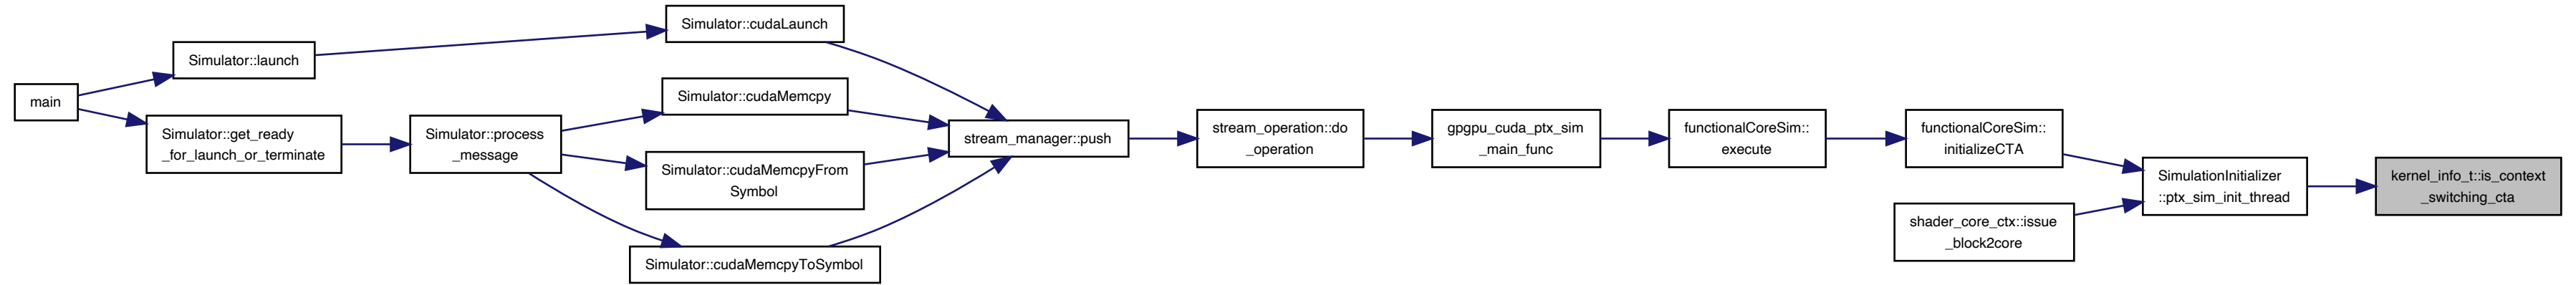 main
Simulator::launch
Simulator::get_ready
_for_launch_or_terminate
Simulator::process
_message
Simulator::cudaLaunch
Simulator::cudaMemcpy
Simulator::cudaMemcpyFrom
Symbol
Simulator::cudaMemcpyToSymbol
stream_manager::push
stream_operation::do
_operation
gpgpu_cuda_ptx_sim
_main_func
functionalCoreSim::
execute
functionalCoreSim::
initializeCTA
shader_core_ctx::issue
_block2core
SimulationInitializer
::ptx_sim_init_thread
kernel_info_t::is_context
_switching_cta